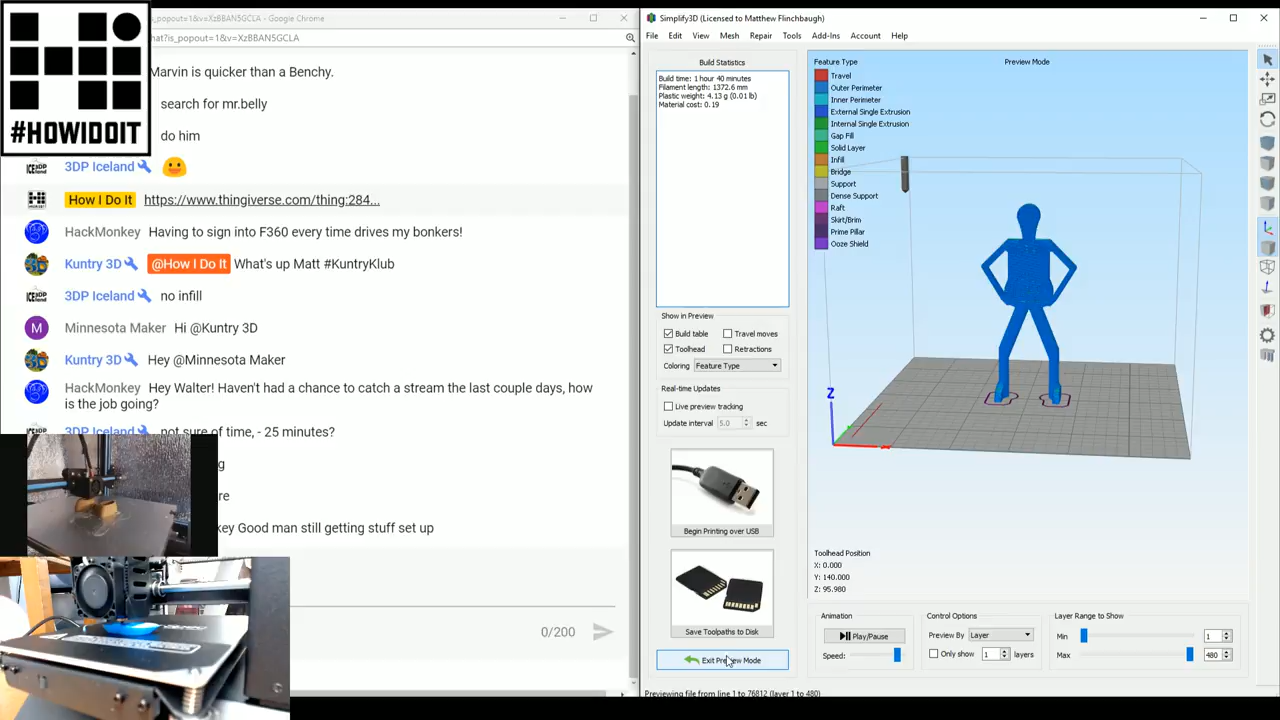 s_popout=1&v=XzBBAN5GCLA - Google Chrome
hat?is_popout=1&v=XzBBAN5GCLA
#HOWIDOIT
Marvin is quicker than a Benchy.
search for mr.belly
do him
3DP Iceland
How I Do It https://www.thingiverse.com/thing:284...
HackMonkey Having to sign into F360 every time drives my bonkers!
Kuntry 3D @How I Do It What's up Matt #KuntryKlub
3DP Iceland no infill
M Minnesota Maker Hi @Kuntry 3D
Kuntry 3D Hey @Minnesota Maker
HackMonkey Hey Walter! Haven't had a chance to catch a stream the last couple days, how
is the job going?
3DP Iceland not sure of time, - 25 minutes?
g
re
key Good man still getting stuff set up
0/200
Simplify3D (Licensed to Matthew Flinchbaugh)
File Edit View Mesh Repair Tools Add-Ins Account Help
Build Statistics
Build time: 1 hour 40 minutes
Filament length: 1372.6 mm
Plastic weight: 4.13 g (0.01 lb)
Material cost: 0.19
Show in Preview
Build table Travel moves
Toolhead Retractions
Coloring Feature Type
Real-time Updates
Live preview tracking
Update interval 5.0 sec
Begin Printing over USB
Save Toolpaths to Disk
Exit Preview Mode
Previewing file from line 1 to 76812 (layer 1 to 480)
Feature Type
Preview Mode
Travel
Outer Perimeter
Inner Perimeter
External Single Extrusion
Internal Single Extrusion
Gap Fill
Solid Layer
Infill
Bridge
Support
Dense Support
Raft
Skirt/Brim
Prime Pillar
Ooze Shield
Z
Toolhead Position
X: 0.000
Y: 140.000
Z: 95.980
Animation
Play/Pause
Speed:
Control Options
Preview By Layer
Only show 1 layers
Layer Range to Show
Min 1
Max 480